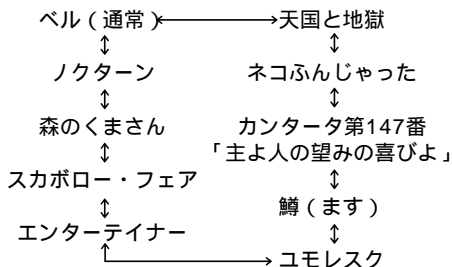 ベル（通常）
天国と地獄
ノクターン
ネコふんじゃった
森のくまさん
カンタータ第147番
「主よ人の望みの喜びよ」
スカボロー・フェア
鱒（ます）
エンターテイナー
ユモレスク